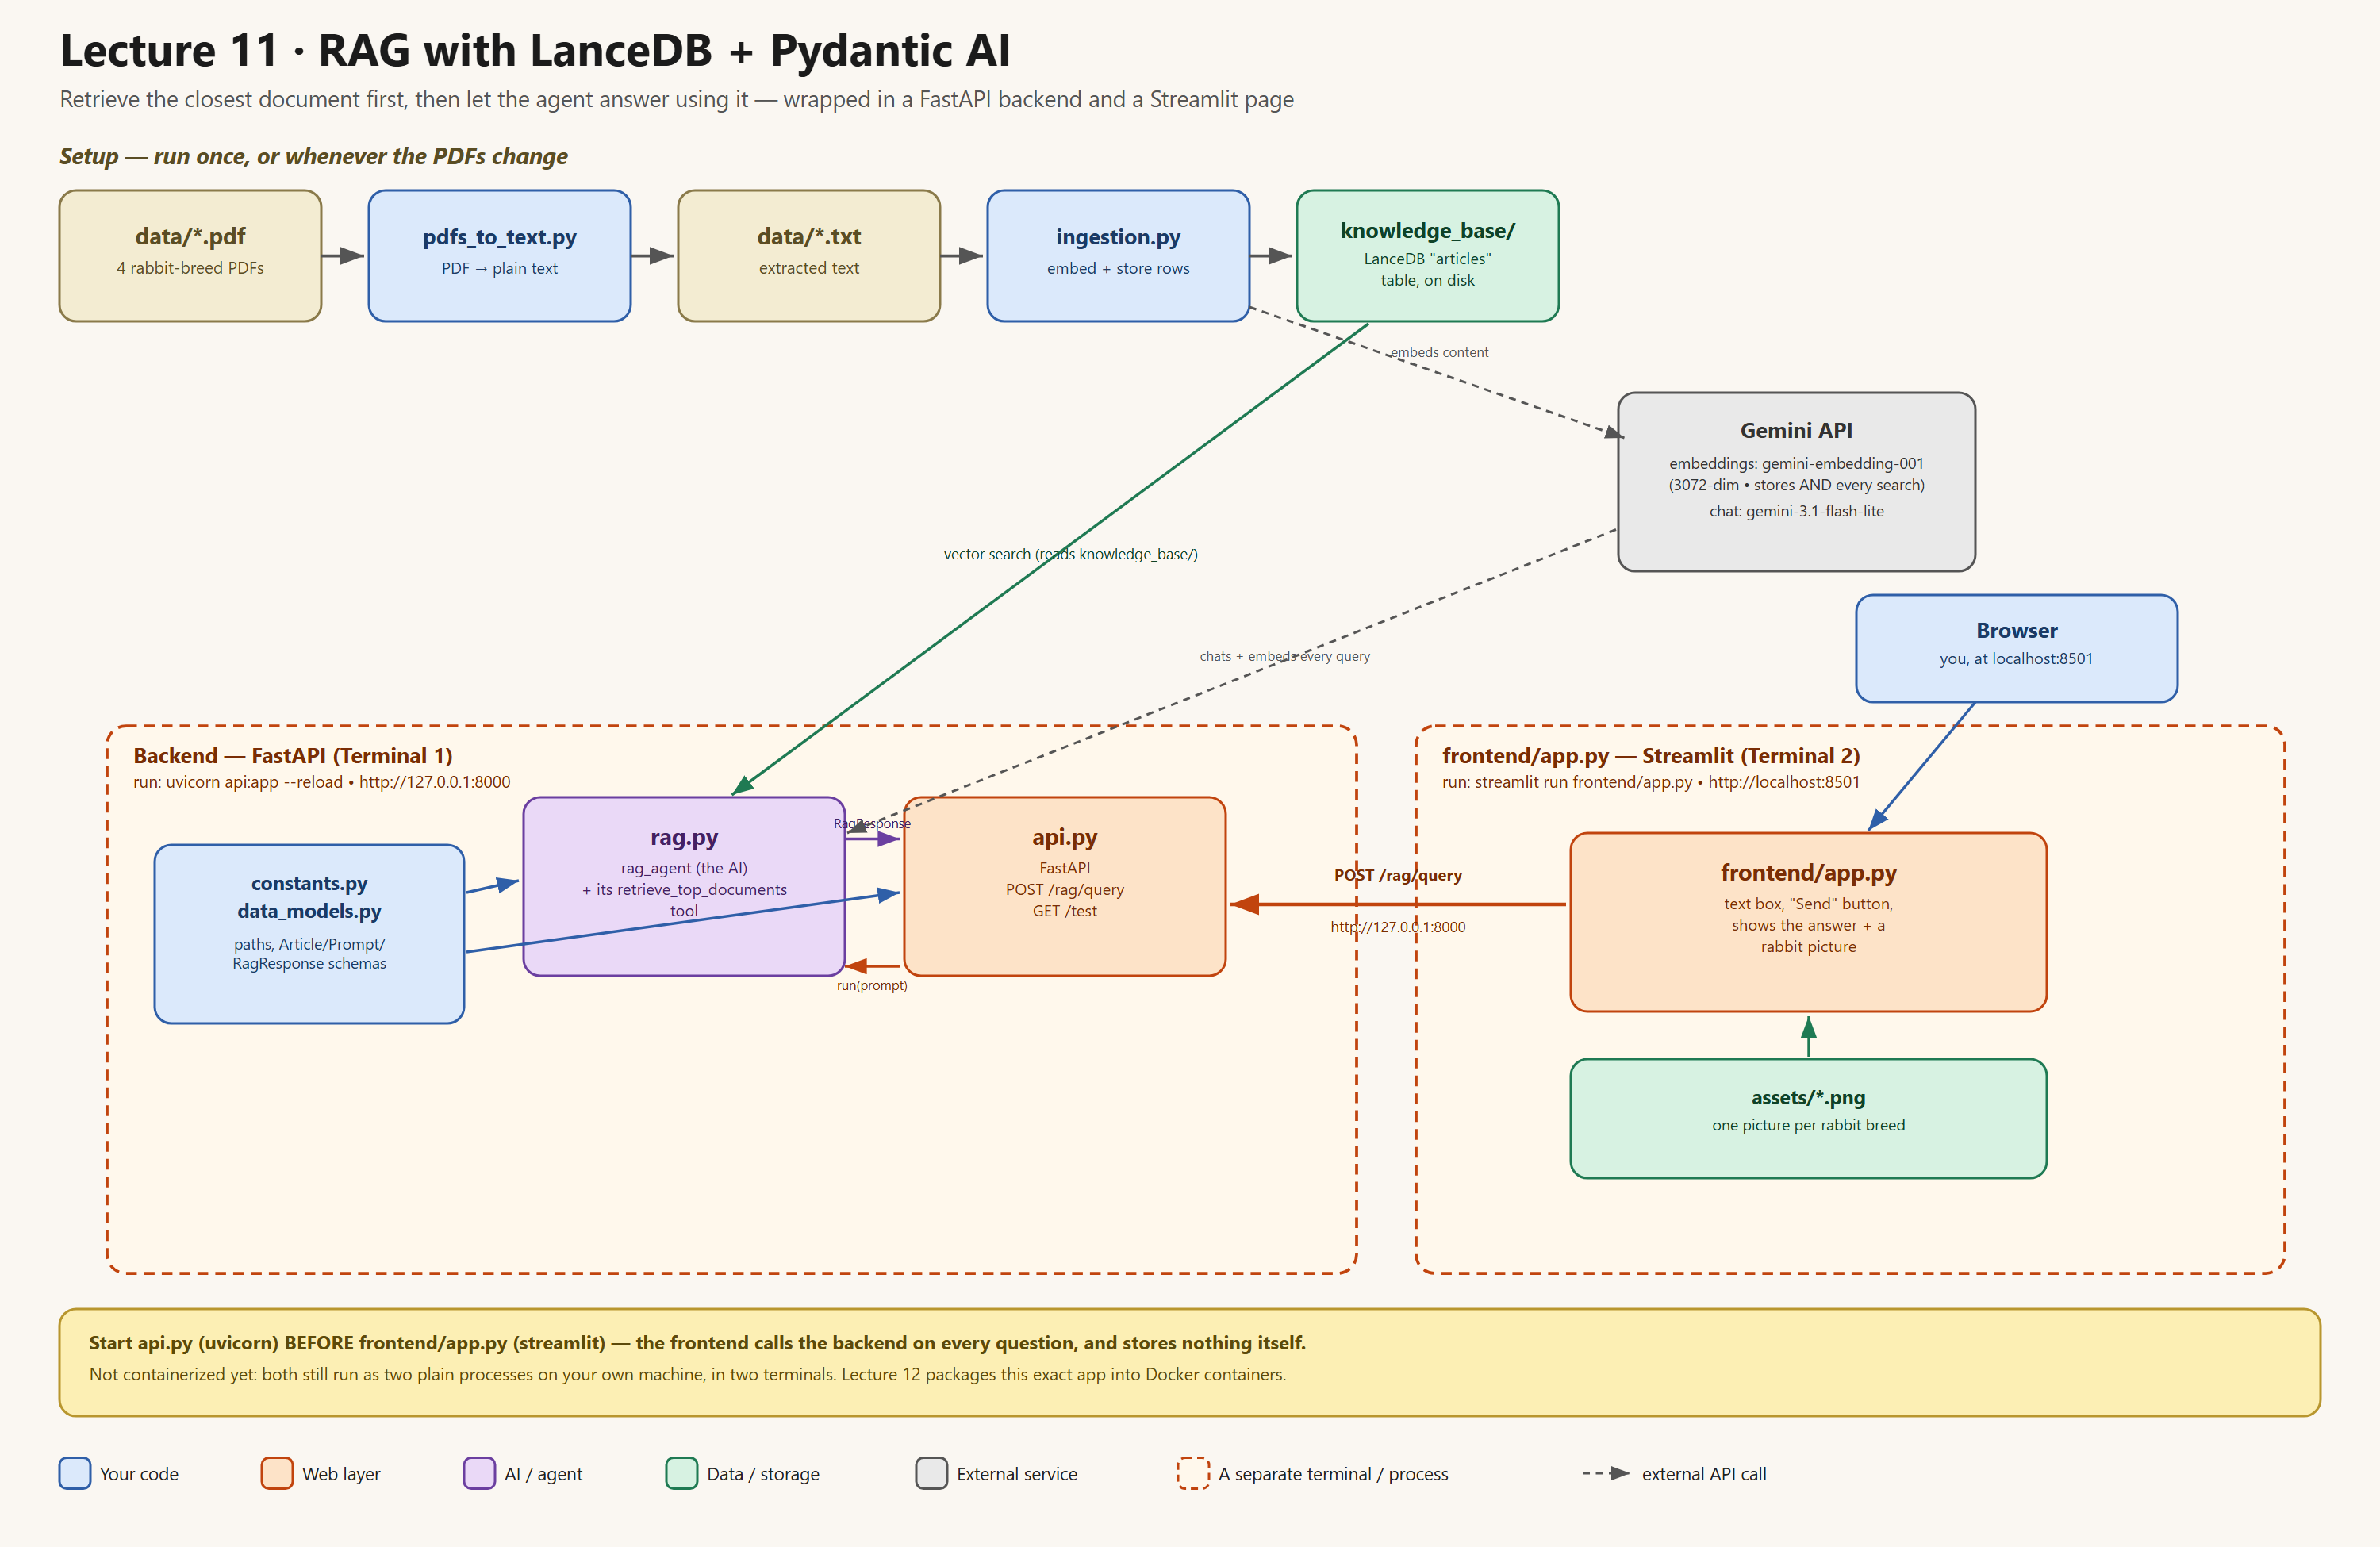 Lecture 11 · RAG with LanceDB + Pydantic AI
Retrieve the closest document first, then let the agent answer using it — wrapped in a FastAPI backend and a Streamlit page
Setup — run once, or whenever the PDFs change
data/*.pdf
4 rabbit-breed PDFs
pdfs_to_text.py
PDF → plain text
data/*.txt
extracted text
ingestion.py
embed + store rows
knowledge_base/
LanceDB "articles"
table, on disk
embeds content
Gemini API
embeddings: gemini-embedding-001
(3072-dim • stores AND every search)
chat: gemini-3.1-flash-lite
vector search (reads knowledge_base/)
chats + embeds every query
Browser
you, at localhost:8501
Backend — FastAPI (Terminal 1)
run: uvicorn api:app --reload • http://127.0.0.1:8000
constants.py
data_models.py
paths, Article/Prompt/
RagResponse schemas
rag.py
rag_agent (the AI)
+ its retrieve_top_documents
tool
RagResponse
run(prompt)
api.py
FastAPI
POST /rag/query
GET /test
POST /rag/query
http://127.0.0.1:8000
frontend/app.py — Streamlit (Terminal 2)
run: streamlit run frontend/app.py • http://localhost:8501
frontend/app.py
text box, "Send" button,
shows the answer + a
rabbit picture
assets/*.png
one picture per rabbit breed
Start api.py (uvicorn) BEFORE frontend/app.py (streamlit) — the frontend calls the backend on every question, and stores nothing itself.
Not containerized yet: both still run as two plain processes on your own machine, in two terminals. Lecture 12 packages this exact app into Docker containers.
Your code
Web layer
AI / agent
Data / storage
External service
A separate terminal / process
external API call